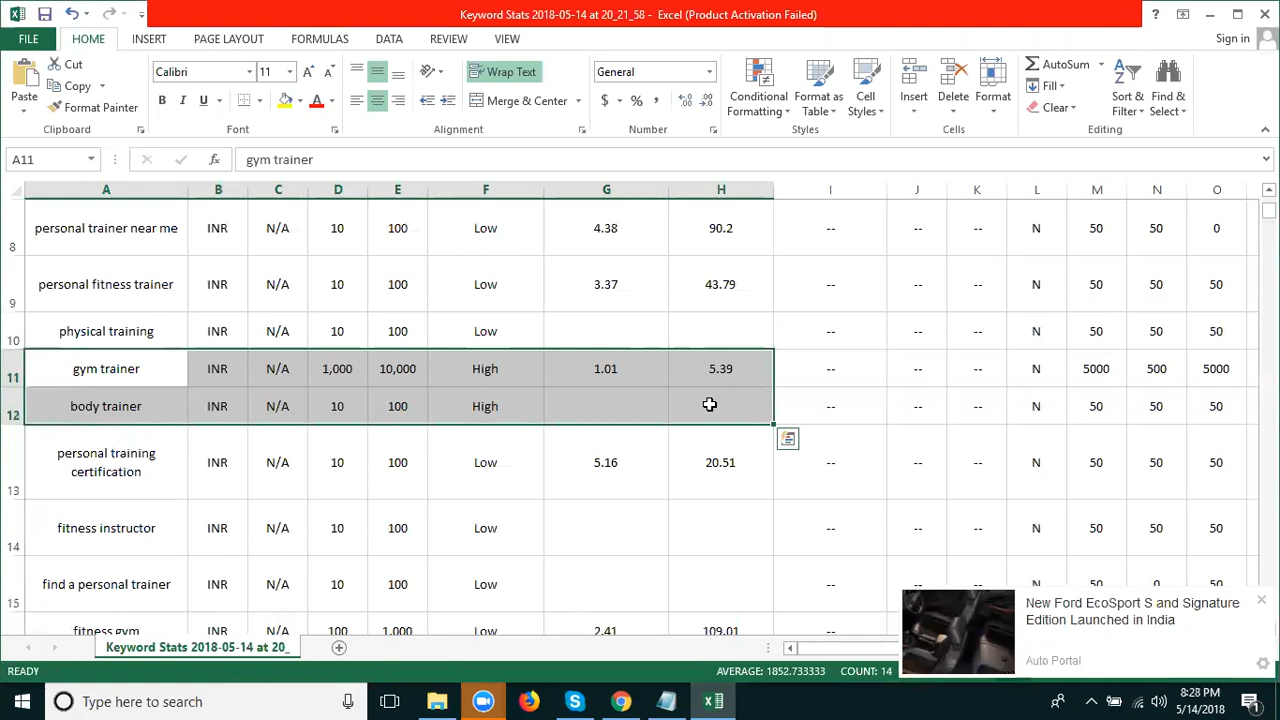 Keyword Stats 2018-05-14 at 20_21_58 - Excel (Product Activation Failed)
FILE HOME INSERT PAGE LAYOUT FORMULAS DATA REVIEW VIEW Sign in
Paste Cut Copy Format Painter
Calibri 11 B I U A
Wrap Text Merge & Center
General $ %
Conditional Formatting Format as Table Cell Styles
Insert Delete Format
AutoSum Fill Clear Sort & Filter Find & Select
Clipboard Font Alignment Number Styles Cells Editing
A11 fx gym trainer
A B C D E F G H I J K L M N O
8 personal trainer near me INR N/A 10 100 Low 4.38 90.2 -- -- -- N 50 50 0
9 personal fitness trainer INR N/A 10 100 Low 3.37 43.79 -- -- -- N 50 50 50
10 physical training INR N/A 10 100 Low -- -- -- N 50 50 50
11 gym trainer INR N/A 1,000 10,000 High 1.01 5.39 -- -- -- N 5000 500 5000
12 body trainer INR N/A 10 100 High -- -- -- N 50 50 50
13 personal training certification INR N/A 10 100 Low 5.16 20.51 -- -- -- N 50 50 50
14 fitness instructor INR N/A 10 100 Low -- -- -- N 50 50 50
15 find a personal trainer INR N/A 10 100 Low -- -- -- N 50 0 50
fitness gym INR N/A 100 1,000 Low 2.41 109.01 --
New Ford EcoSport S and Signature
Edition Launched in India
Auto Portal
Keyword Stats 2018-05-14 at 20_
READY AVERAGE: 1852.733333 COUNT: 14
Type here to search
8:28 PM
5/14/2018
1